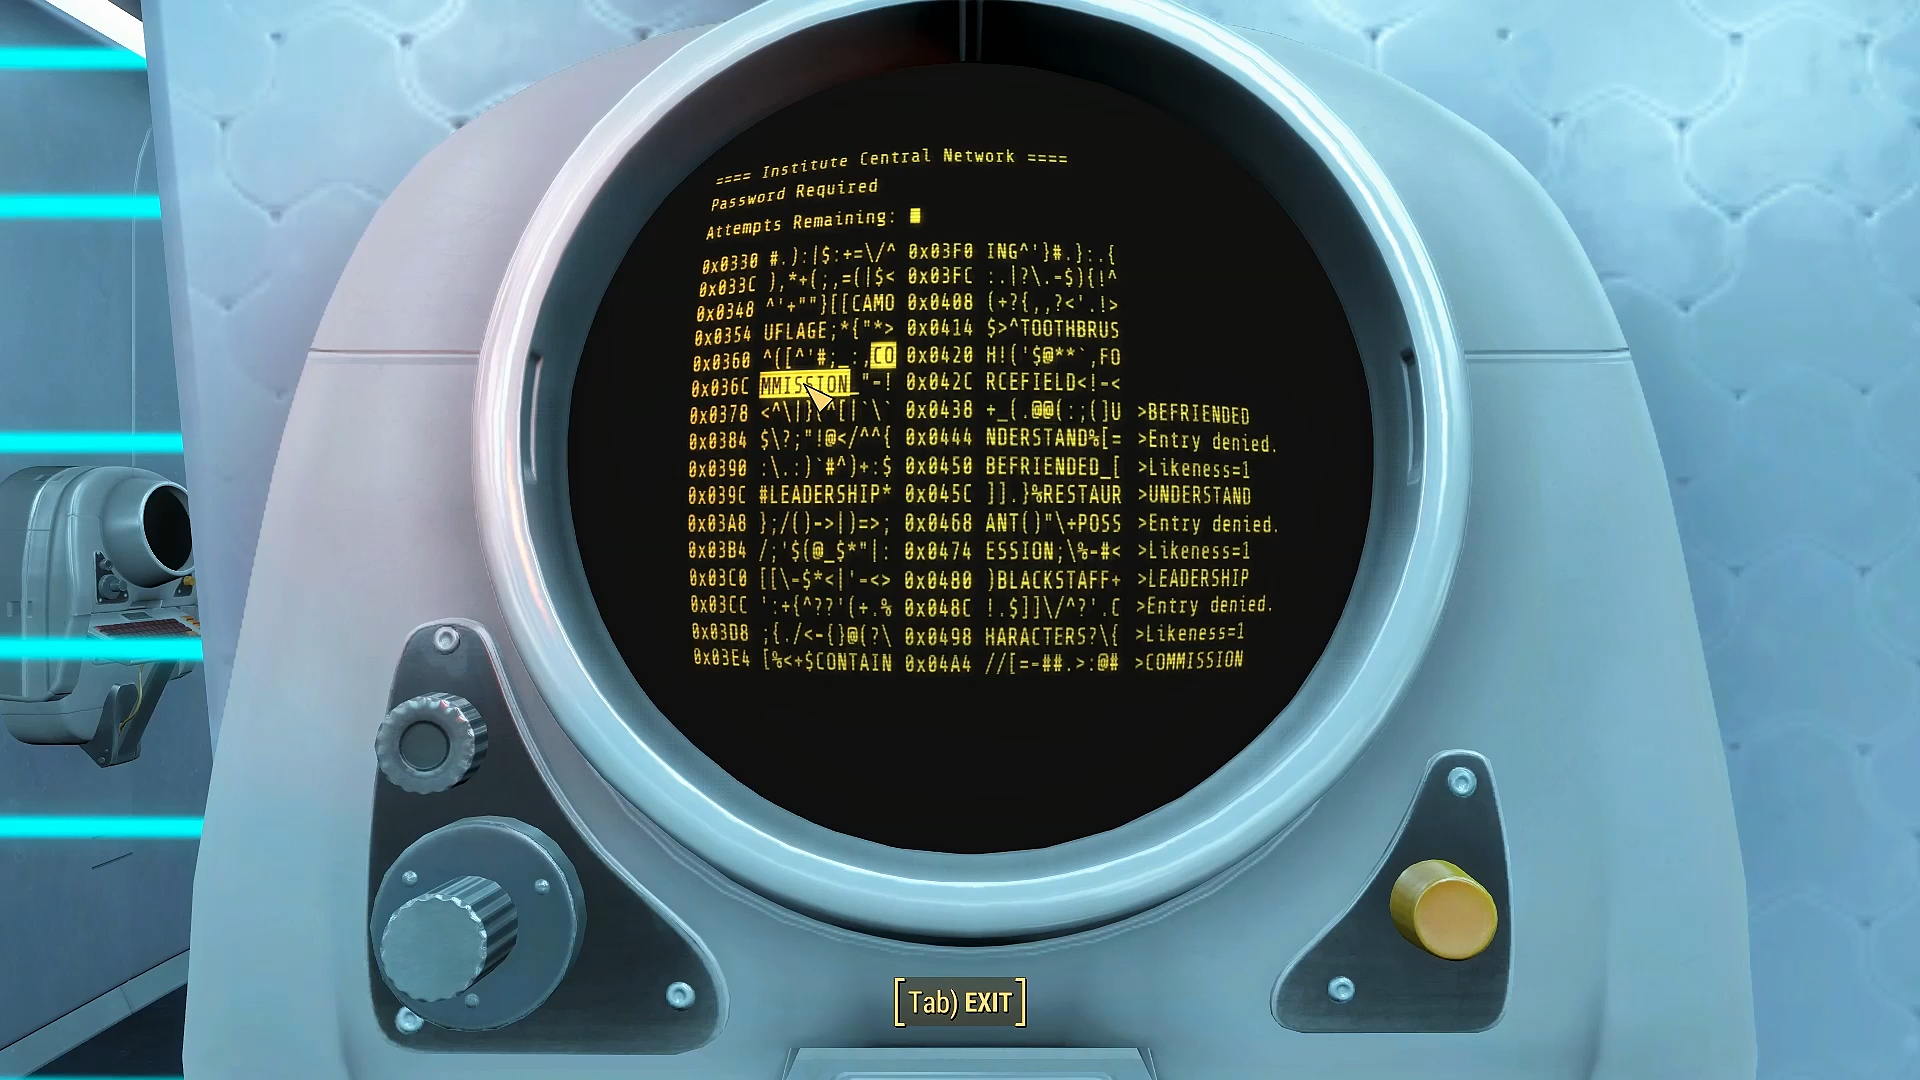 ==== Institute Central Network ====
Password Required
Attempts Remaining: ■
0x0330 #.):|$:+=\/^ 0x03F0 ING^'}#.}:.{
0x033C ),*+(;,=(|$< 0x03FC :.|?\.-$){!^
0x0348 ^'+""}[[CAMO 0x0408 (+?{,,?<'.!>
0x0354 UFLAGE;*{"*> 0x0414 $>^TOOTHBRUS
0x0360 ^([^'#;_:,CO 0x0420 H!('$@**`,FO
0x036C MMISSION_"-! 0x042C RCEFIELD<!-<
0x0378 <^\|}(^[|`\` 0x0438 +_(.@@(:;(]U >BEFRIENDED
0x0384 $\?;"!@</^^{ 0x0444 NDERSTAND%[= >Entry denied.
0x0390 :\.:)`#^)+:$ 0x0450 BEFRIENDED_[ >Likeness=1
0x039C #LEADERSHIP* 0x045C ]].}%RESTAUR >UNDERSTAND
0x03A8 };/()->|)=>; 0x0468 ANT()"\+POSS >Entry denied.
0x03B4 /;'$(@_$*"|: 0x0474 ESSION;\%-#< >Likeness=1
0x03C0 [[\-$*<|'-<> 0x0480 )BLACKSTAFF+ >LEADERSHIP
0x03CC ':+{^??'(+.% 0x048C !.$]]\/^?'.C >Entry denied.
0x03D8 ;{./<-{}@(?\ 0x0498 HARACTERS?\{ >Likeness=1
0x03E4 [%<+$CONTAIN 0x04A4 //[=-##.>:@# >COMMISSION
[Tab) EXIT]